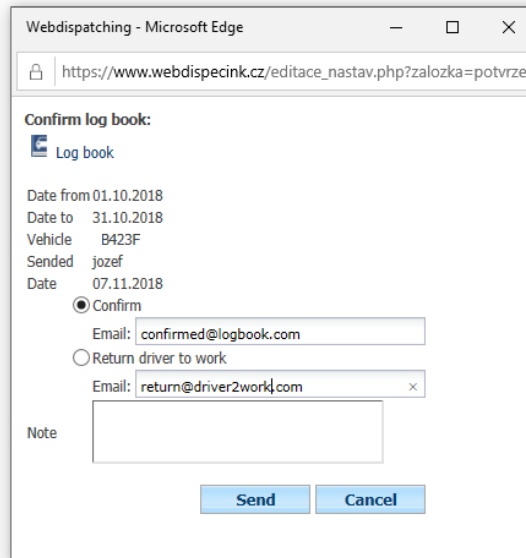 Webdispatching - Microsoft Edge
https://www.webdispecink.cz/editace_nastav.php?zalozka=potvrze
Confirm log book:
Log book
Date from 01.10.2018
Date to 31.10.2018
Vehicle B423F
Sended jozef
Date 07.11.2018
Confirm
Email: confirmed@logbook.com
Return driver to work
Email: return@driver2work.com
Note
Send Cancel